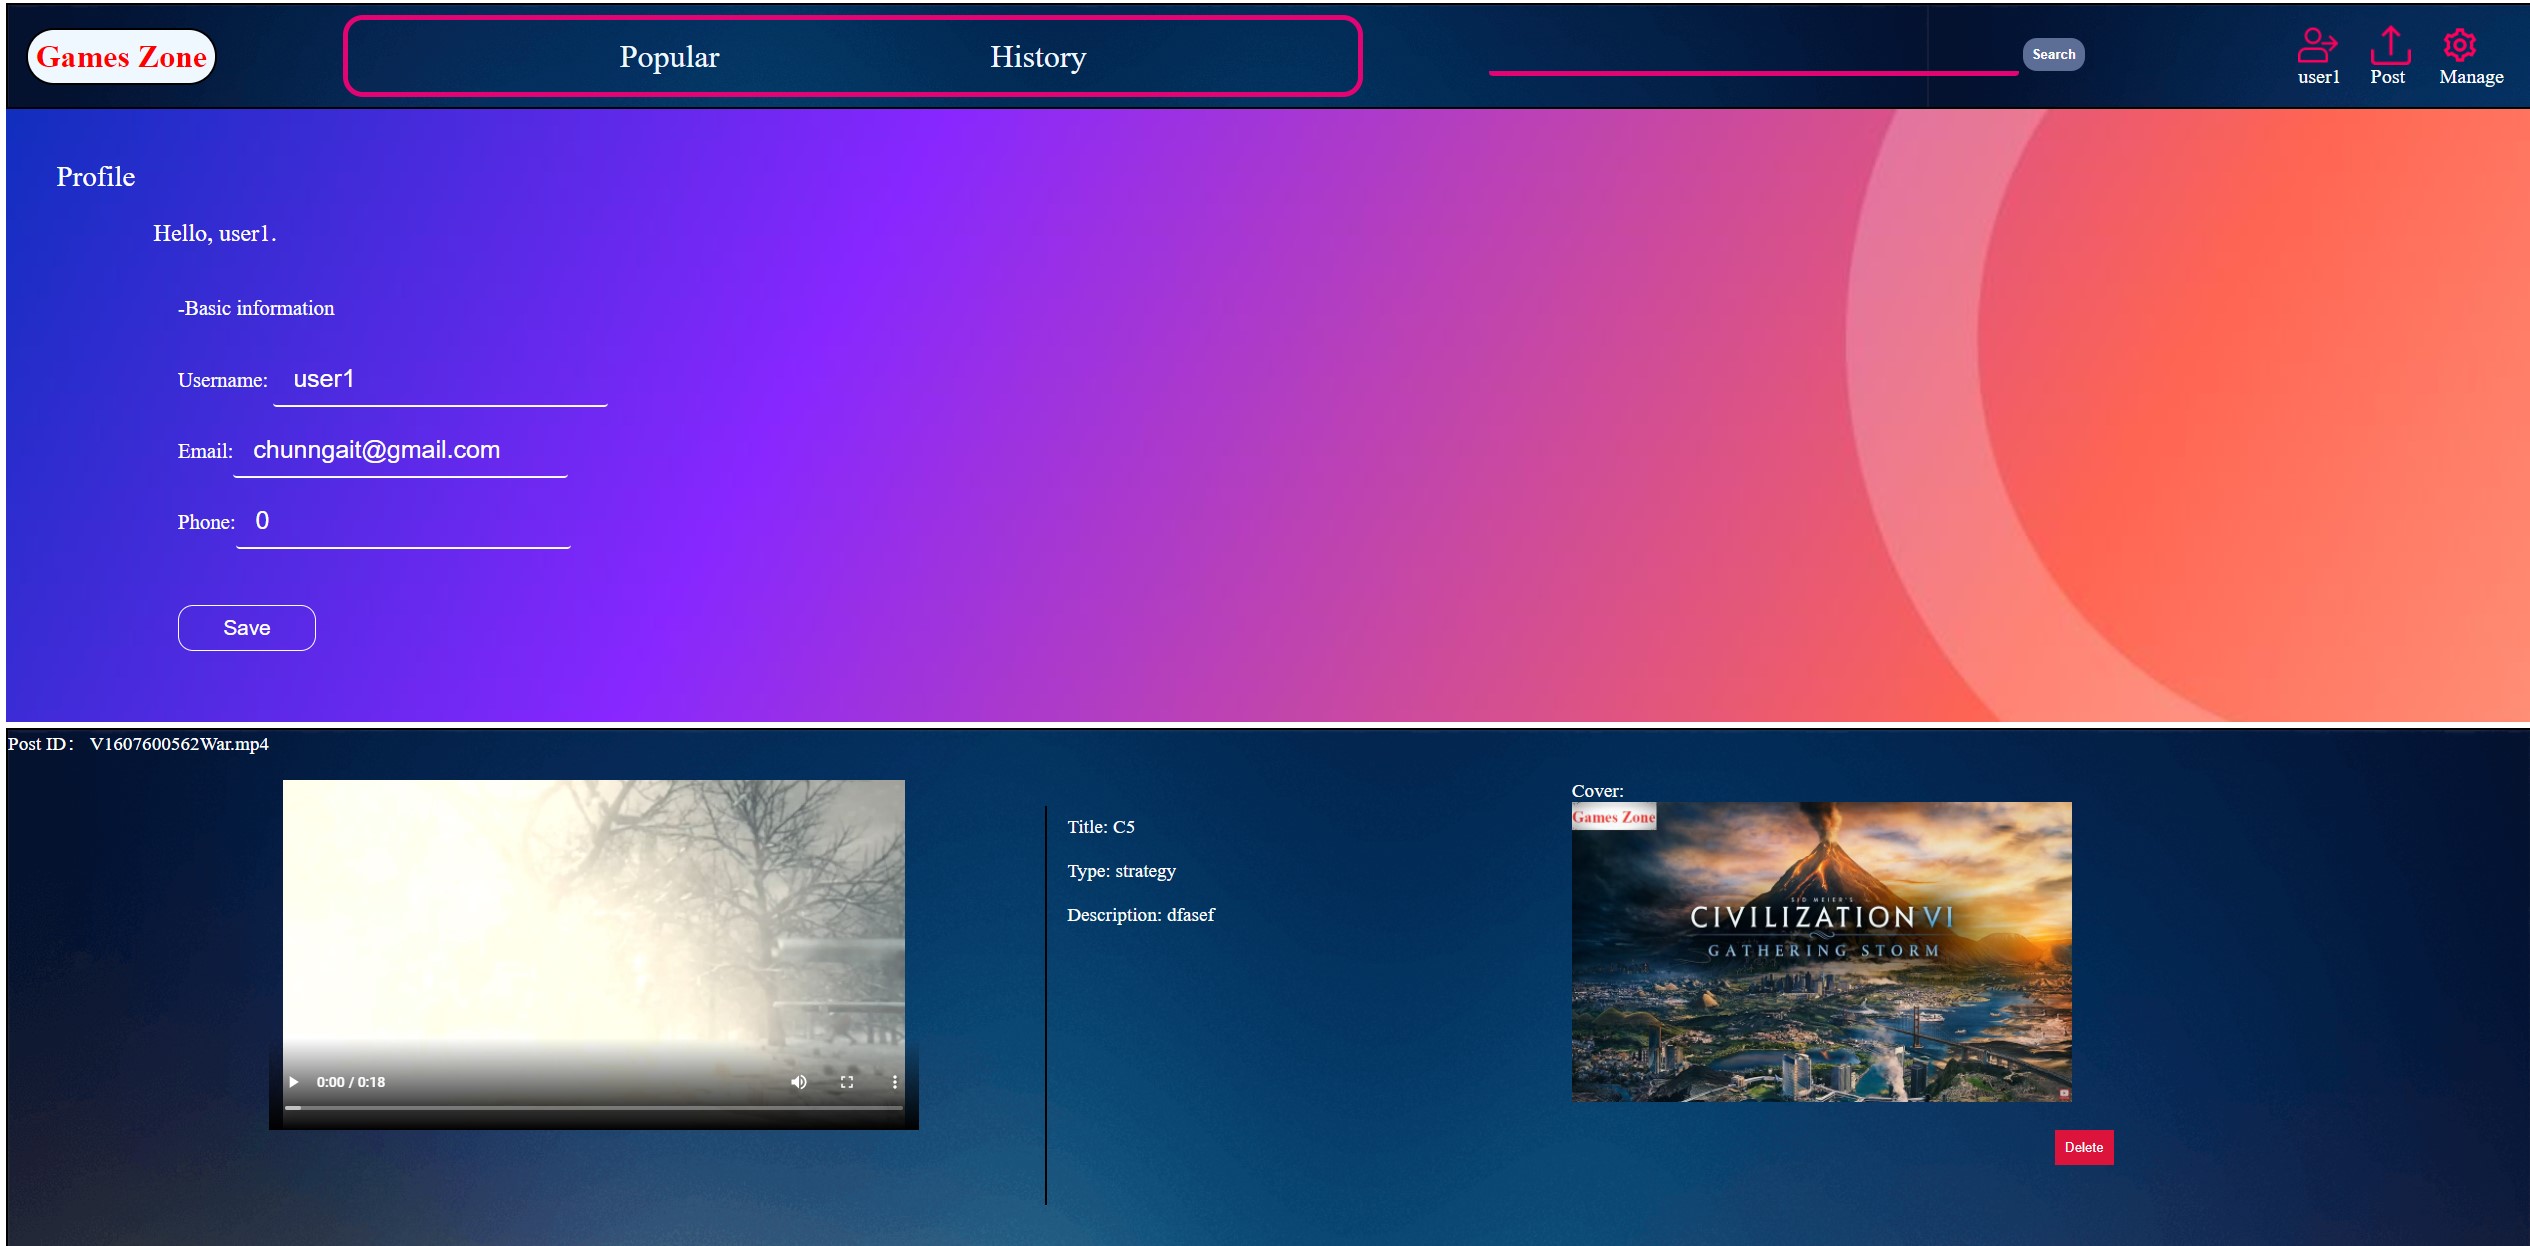 Games Zone
Popular
History
Search
user1
Post
Manage
Profile
Hello, user1.
-Basic information
Username: user1
Email: chunngait@gmail.com
Phone: 0
Save
Post ID： V1607600562War.mp4
0:00 / 0:18
Title: C5
Type: strategy
Description: dfasef
Cover:
Games Zone
SID MEIER'S
CIVILIZATION VI
GATHERING STORM
Delete